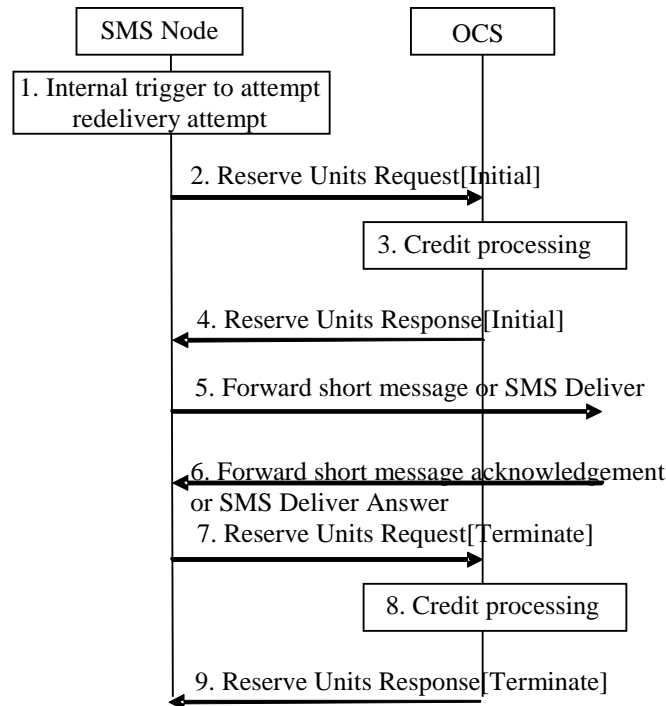 SMS Node
OCS
1. Internal trigger to attempt
redelivery attempt
2. Reserve Units Request[Initial]
3. Credit processing
4. Reserve Units Response[Initial]
5. Forward short message or SMS Deliver
6. Forward short message acknowledgement
or SMS Deliver Answer
7. Reserve Units Request[Terminate]
8. Credit processing
9. Reserve Units Response[Terminate]